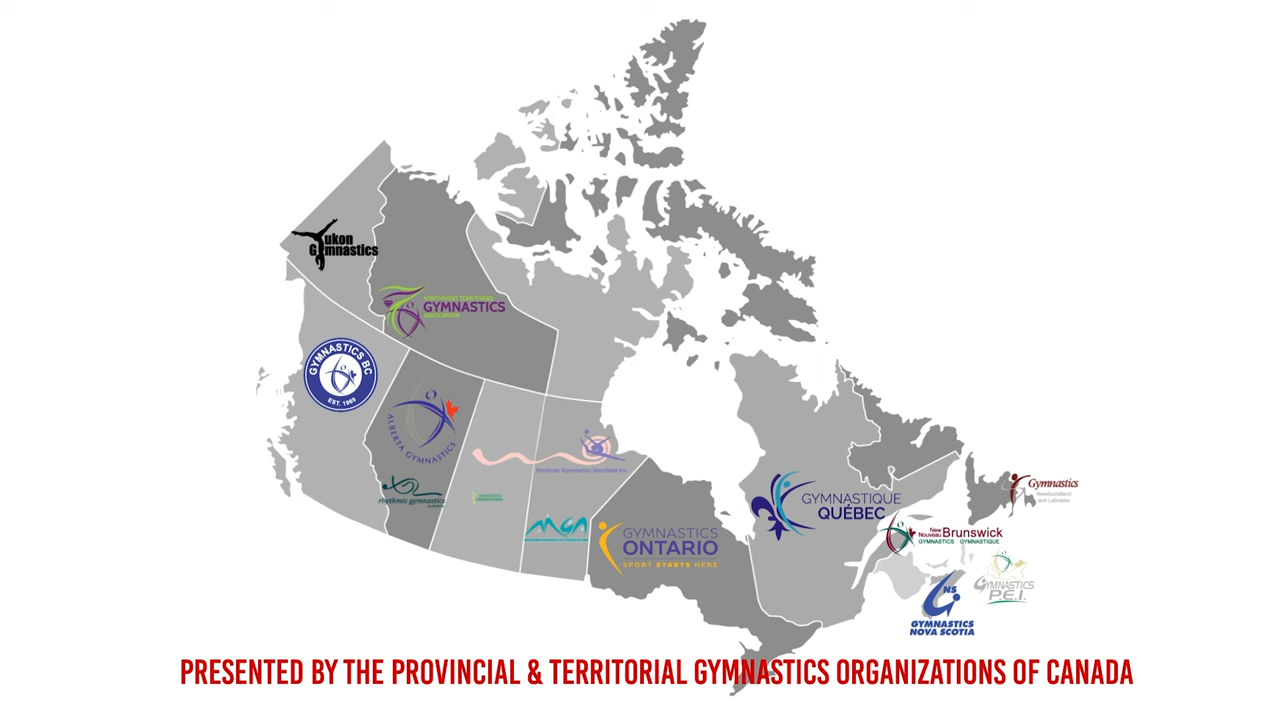 Yukon
Gymnastics
NORTHWEST TERRITORIES
GYMNASTICS
ASSOCIATION
GYMNASTICS BC
EST. 1969
ALBERTA GYMNASTICS
rhythmic gymnastics
ALBERTA
Rhythmic Gymnastics Manitoba Inc.
MGA
GYMNASTICS
ONTARIO
SPORT STARTS HERE
GYMNASTIQUE
QUÉBEC
Gymnastics
Newfoundland
and Labrador
New
Nouveau Brunswick
GYMNASTICS GYMNASTIQUE
GYMNASTICS
P.E.I.
NS
GYMNASTICS
NOVA SCOTIA
PRESENTED BY THE PROVINCIAL & TERRITORIAL GYMNASTICS ORGANIZATIONS OF CANADA